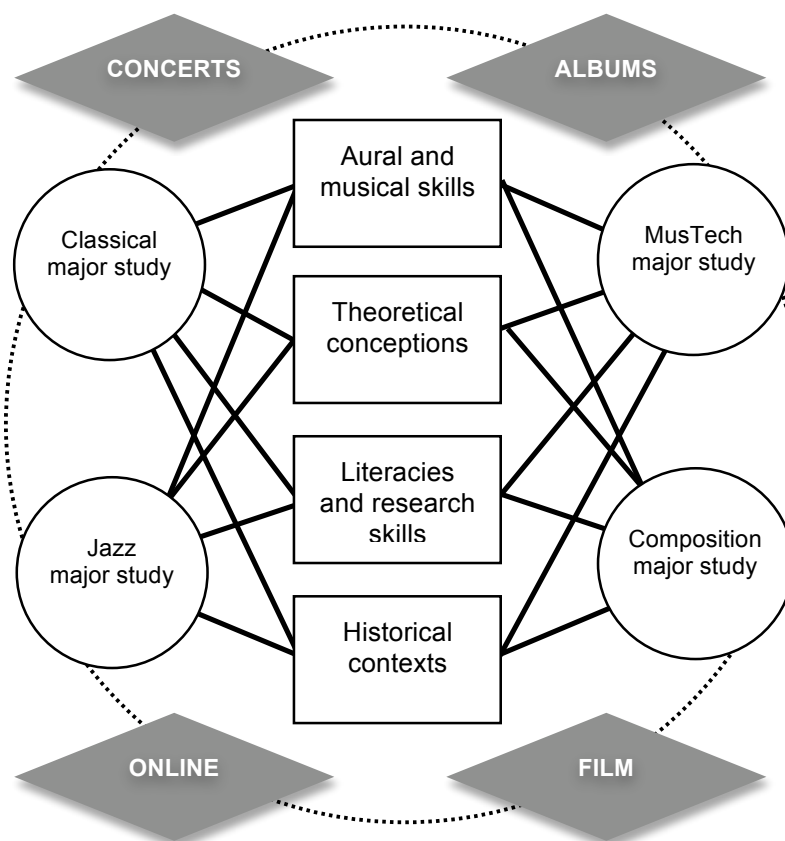 CONCERTS
ALBUMS
Aural and
musical skills
Classical
major study
MusTech
major study
Theoretical
conceptions
Literacies
and research
skills
Jazz
major study
Composition
major study
Historical
contexts
ONLINE
FILM